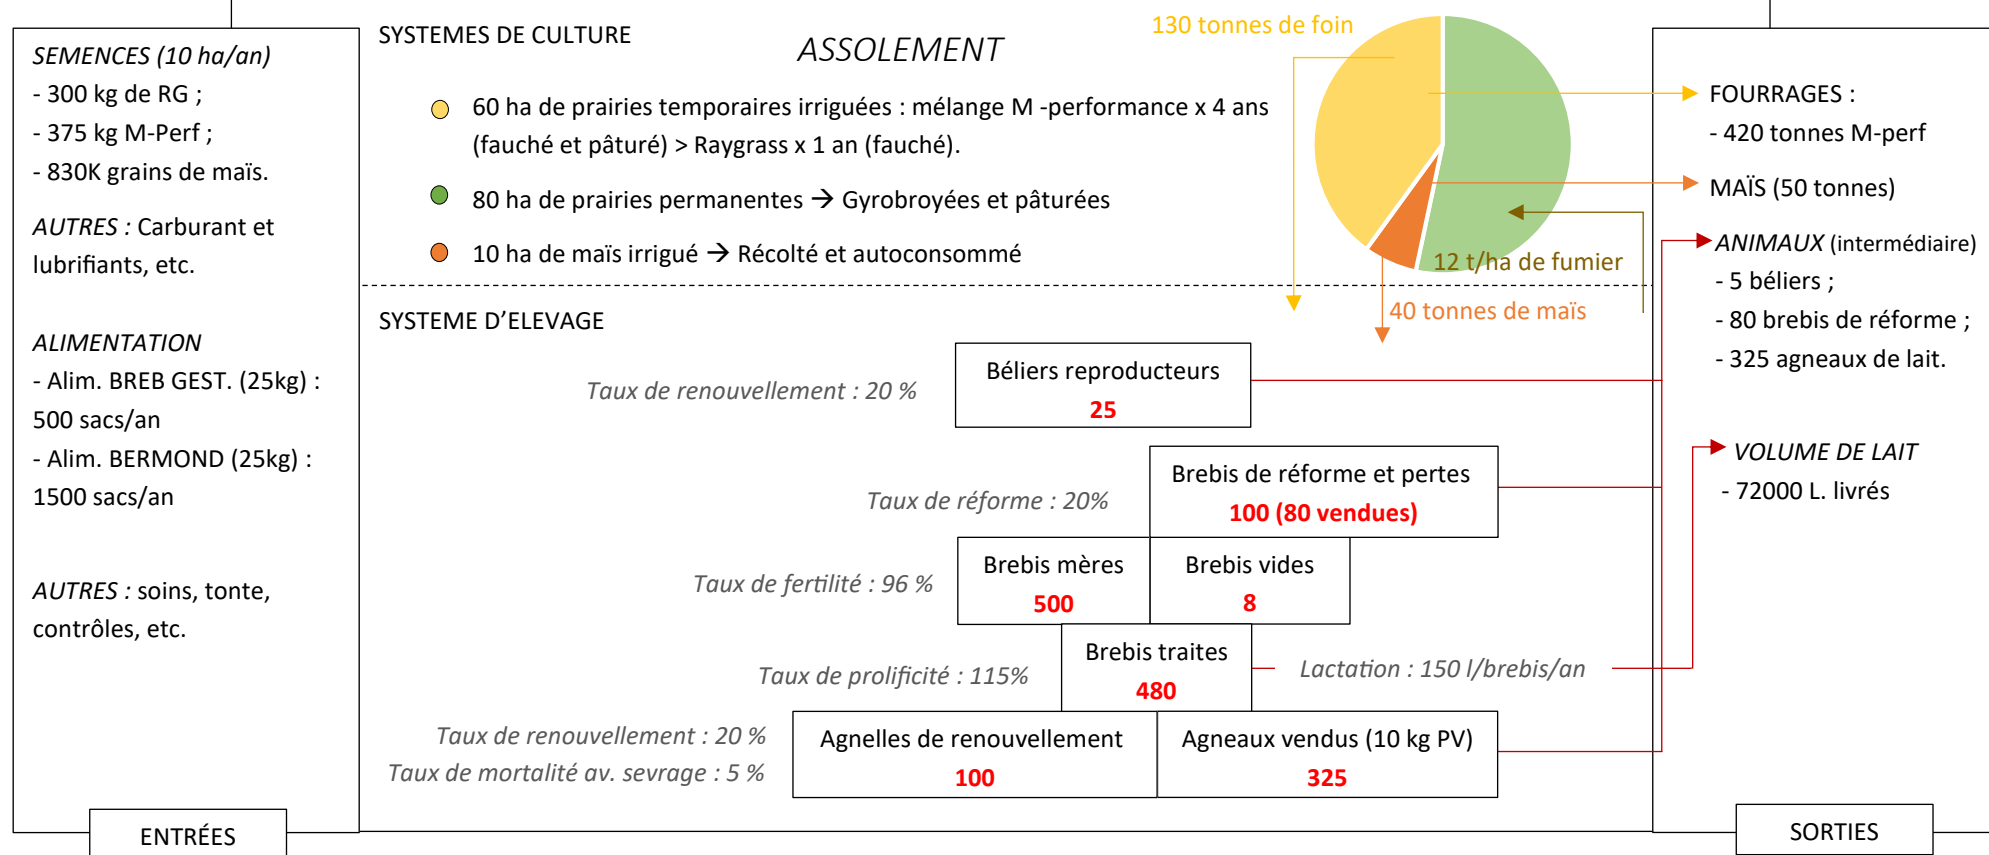 SEMENCES (10 ha/an)
- 300 kg de RG ;
- 375 kg M-Perf ;
- 830K grains de maïs.
AUTRES : Carburant et
lubrifiants, etc.
ALIMENTATION
- Alim. BREB GEST. (25kg) :
500 sacs/an
- Alim. BERMOND (25kg) :
1500 sacs/an
AUTRES : soins, tonte,
contrôles, etc.
ENTRÉES
SYSTEMES DE CULTURE
ASSOLEMENT
60 ha de prairies temporaires irriguées : mélange M -performance x 4 ans
(fauché et pâturé) > Raygrass x 1 an (fauché).
80 ha de prairies permanentes → Gyrobroyées et pâturées
10 ha de maïs irrigué → Récolté et autoconsommé
130 tonnes de foin
12 t/ha de fumier
40 tonnes de maïs
SYSTEME D'ELEVAGE
Taux de renouvellement : 20 %
Béliers reproducteurs
25
Taux de réforme : 20%
Brebis de réforme et pertes
100 (80 vendues)
Taux de fertilité : 96 %
Brebis mères
500
Brebis vides
8
Taux de prolificité : 115%
Brebis traites
480
Lactation : 150 l/brebis/an
Taux de renouvellement : 20 %
Taux de mortalité av. sevrage : 5 %
Agnelles de renouvellement
100
Agneaux vendus (10 kg PV)
325
FOURRAGES :
- 420 tonnes M-perf
MAÏS (50 tonnes)
ANIMAUX (intermédiaire)
- 5 béliers ;
- 80 brebis de réforme ;
- 325 agneaux de lait.
VOLUME DE LAIT
- 72000 L. livrés
SORTIES